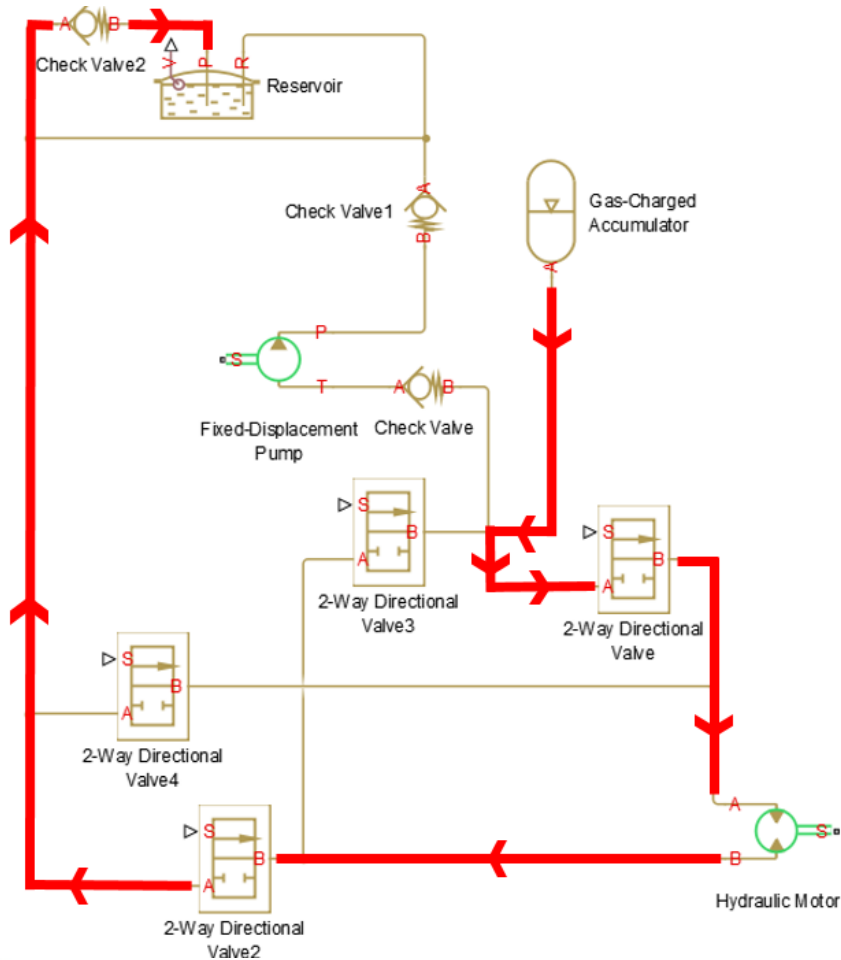 A
B
Check Valve2
V
P
R
Reservoir
A
Check Valve1
B
Gas-Charged
Accumulator
A
P
S
T
A
B
Fixed-Displacement
Pump
Check Valve
S
B
A
2-Way Directional
Valve3
S
B
A
2-Way Directional
Valve
S
B
A
2-Way Directional
Valve4
S
B
A
2-Way Directional
Valve2
A
S
B
Hydraulic Motor